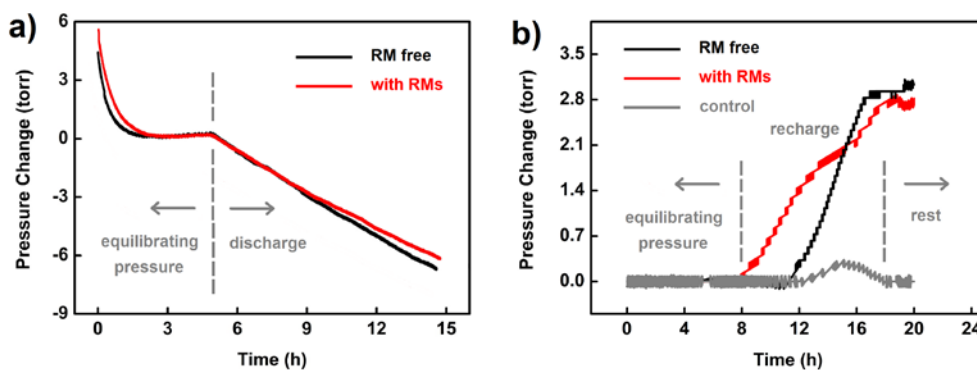 a)
Pressure Change (torr)
6
3
0
-3
-6
-9
RM free
with RMs
equilibrating
pressure
discharge
0 3 6 9 12 15
Time (h)
b)
Pressure Change (torr)
3.5
2.8
2.1
1.4
0.7
0.0
RM free
with RMs
control
recharge
equilibrating
pressure
rest
0 4 8 12 16 20 24
Time (h)